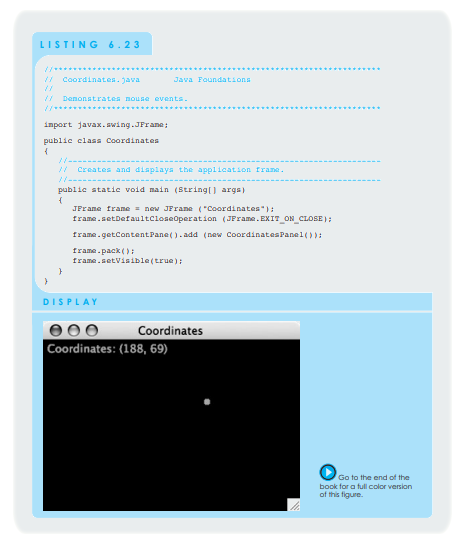 LISTING 6.23
//********************************************************************
//  Coordinates.java       Java Foundations
//
//  Demonstrates mouse events.
//********************************************************************
import javax.swing.JFrame;
public class Coordinates
{
//-----------------------------------------------------------------
//  Creates and displays the application frame.
//-----------------------------------------------------------------
public static void main (String[] args)
{
JFrame frame = new JFrame ("Coordinates");
frame.setDefaultCloseOperation (JFrame.EXIT_ON_CLOSE);
frame.getContentPane().add (new CoordinatesPanel());
frame.pack();
frame.setVisible(true);
}
}
DISPLAY
Coordinates
Coordinates: (188, 69)
Go to the end of the
book for a full color version
of this figure.